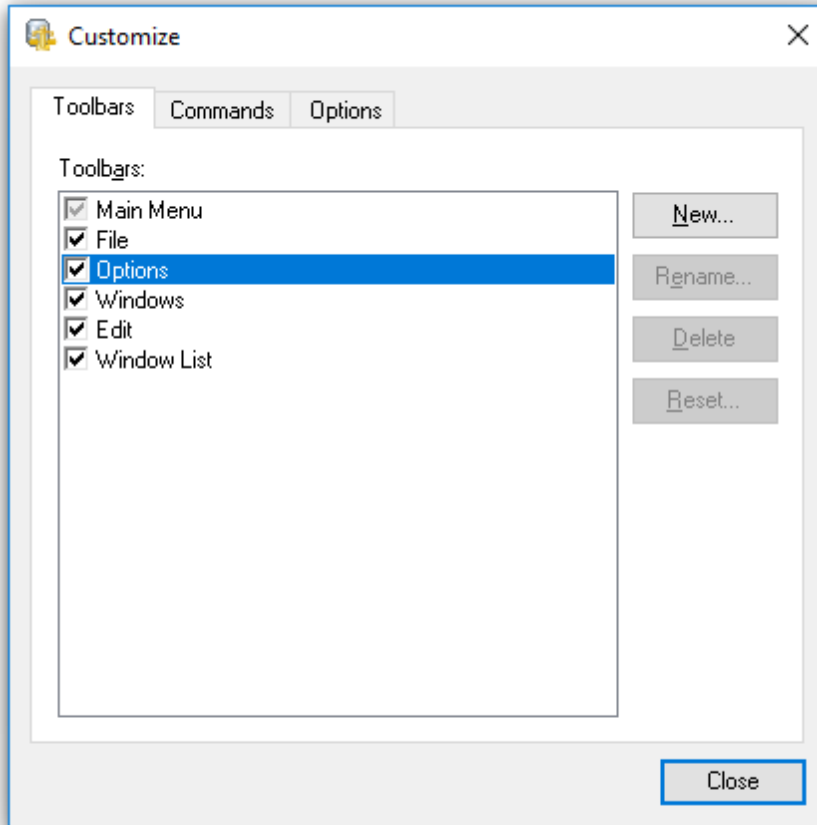 Customize
Toolbars Commands Options
Toolbars:
Main Menu
File
Options
Windows
Edit
Window List
New...
Rename...
Delete
Reset...
Close